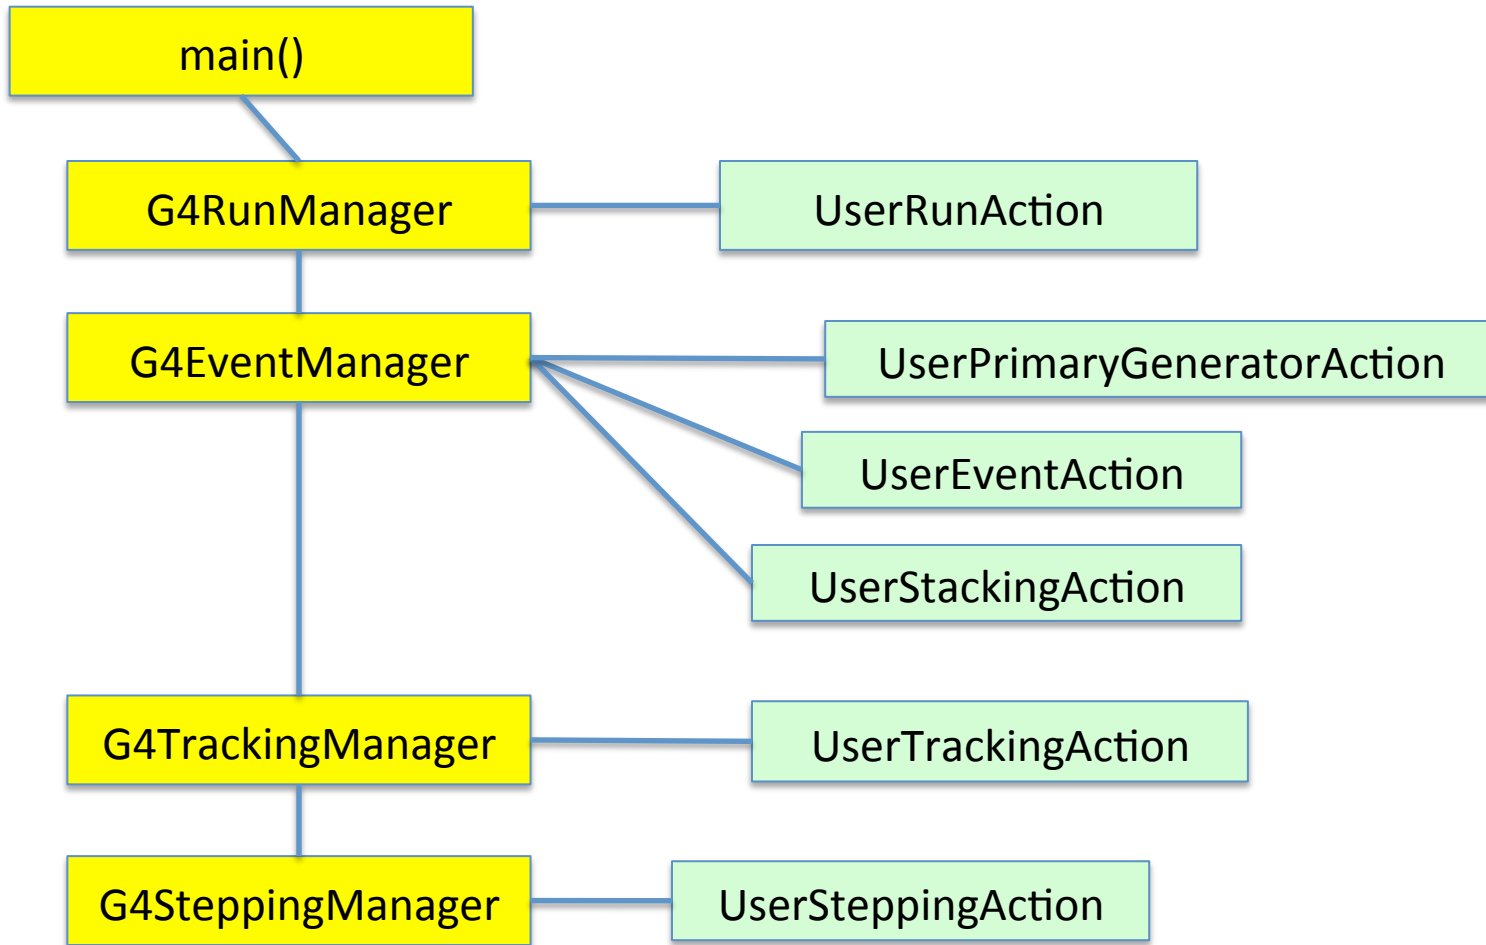 main()
G4RunManager
UserRunAction
G4EventManager
UserPrimaryGeneratorAction
UserEventAction
UserStackingAction
G4TrackingManager
UserTrackingAction
G4SteppingManager
UserSteppingAction